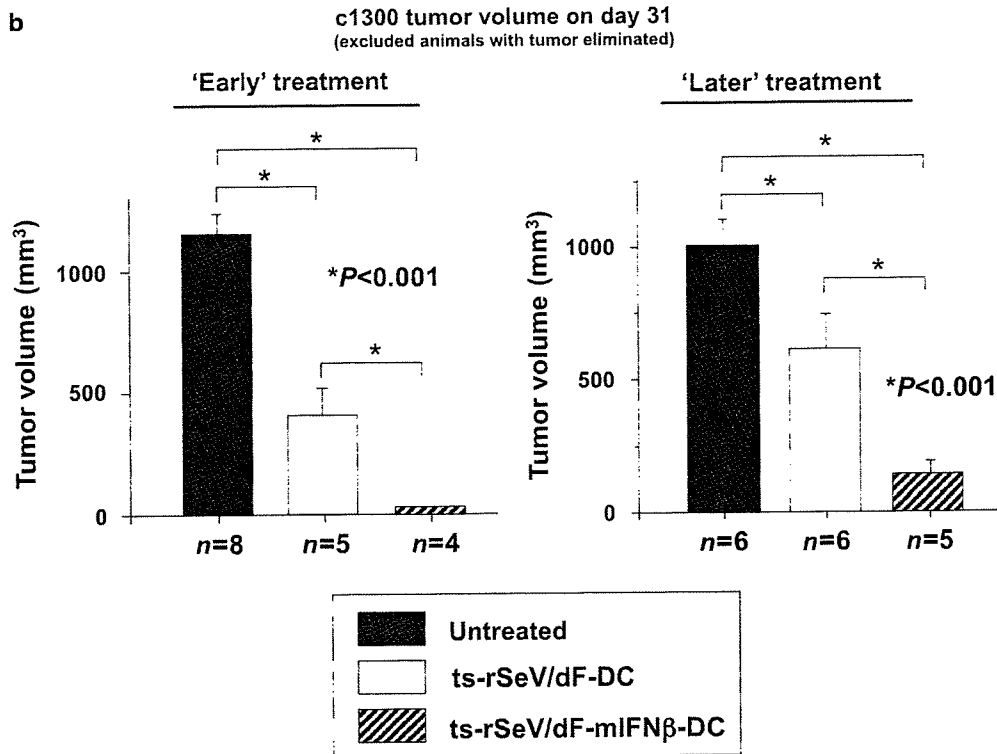 b
c1300 tumor volume on day 31
(excluded animals with tumor eliminated)
'Early' treatment
*
*
*
*P<0.001
Tumor volume (mm³)
1000
500
0
n=8 n=5 n=4
'Later' treatment
*
*
*
*P<0.001
Tumor volume (mm³)
1000
500
0
n=6 n=6 n=5
Untreated
ts-rSeV/dF-DC
ts-rSeV/dF-mIFNβ-DC